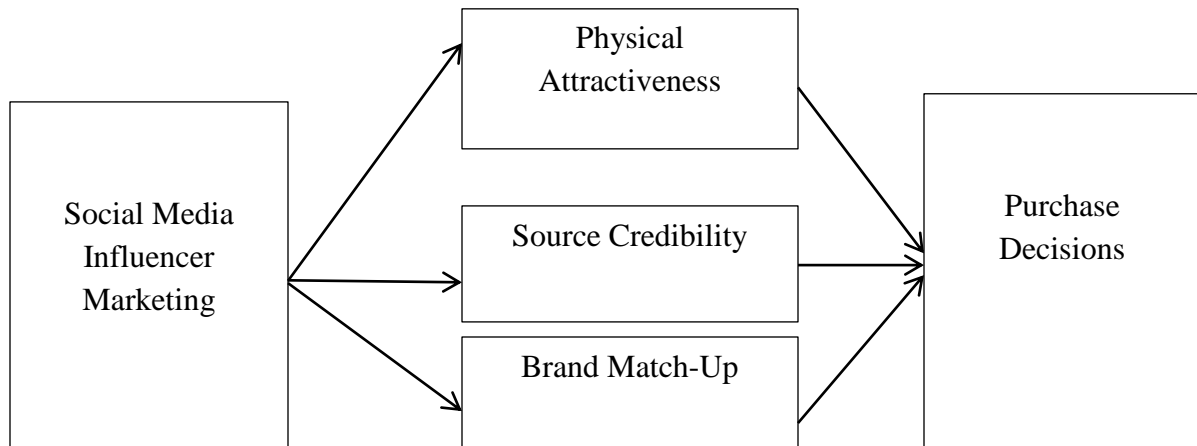 Physical
Attractiveness
Social Media
Influencer
Marketing
Source Credibility
Purchase
Decisions
Brand Match-Up